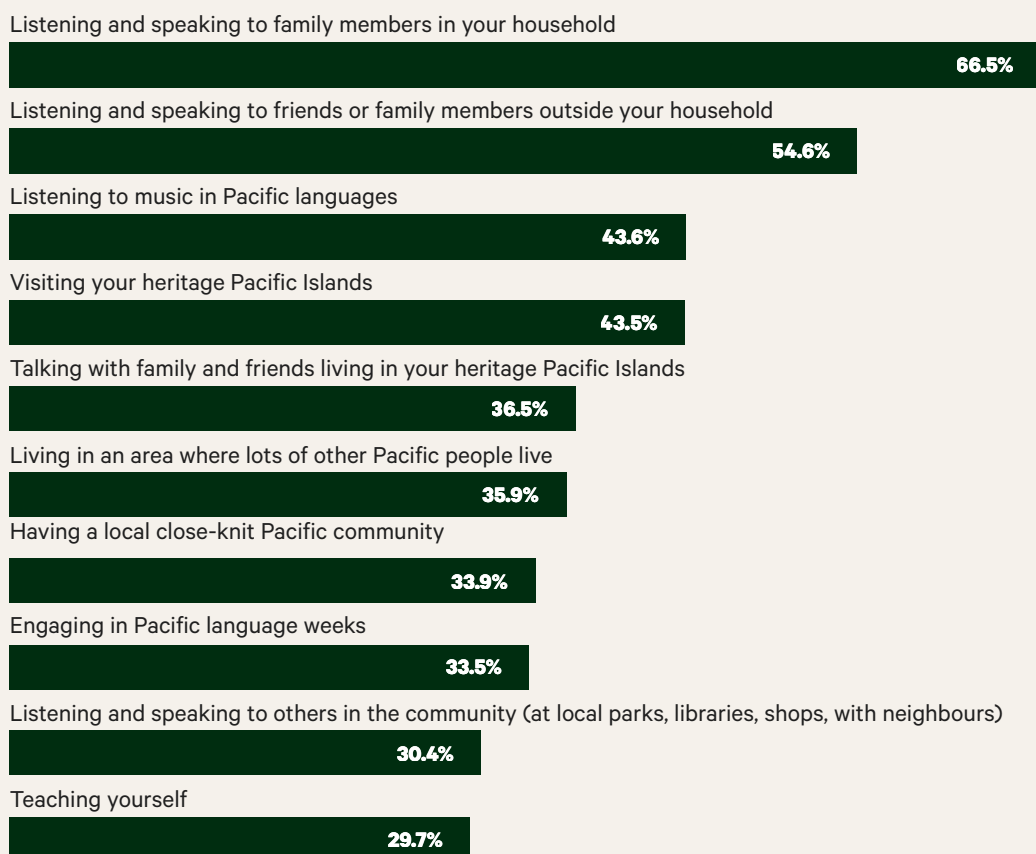 Listening and speaking to family members in your household
66.5%
Listening and speaking to friends or family members outside your household
54.6%
Listening to music in Pacific languages
43.6%
Visiting your heritage Pacific Islands
43.5%
Talking with family and friends living in your heritage Pacific Islands
36.5%
Living in an area where lots of other Pacific people live
35.9%
Having a local close-knit Pacific community
33.9%
Engaging in Pacific language weeks
33.5%
Listening and speaking to others in the community (at local parks, libraries, shops, with neighbours)
30.4%
Teaching yourself
29.7%